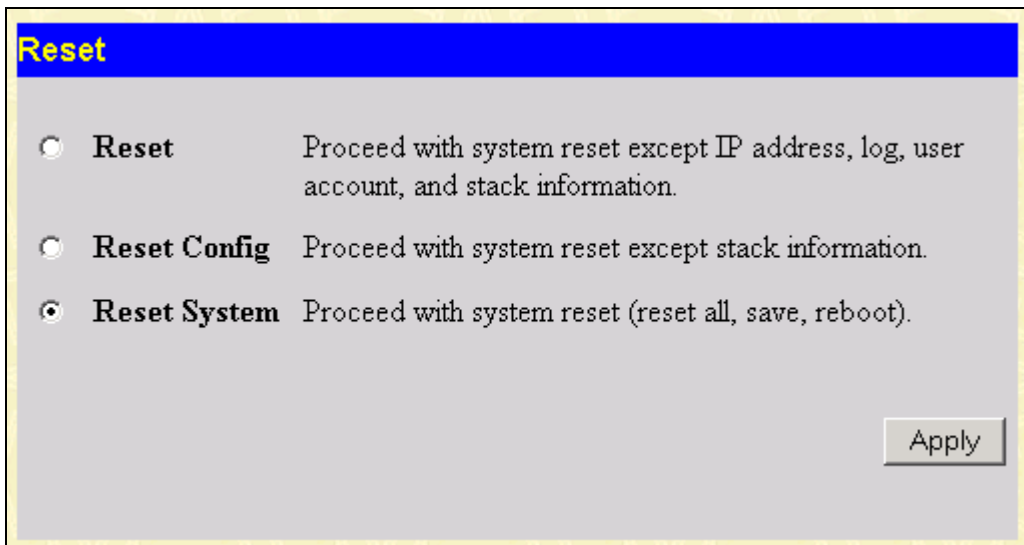 Reset
Reset Proceed with system reset except IP address, log, user
account, and stack information.
Reset Config Proceed with system reset except stack information.
Reset System Proceed with system reset (reset all, save, reboot).
Apply